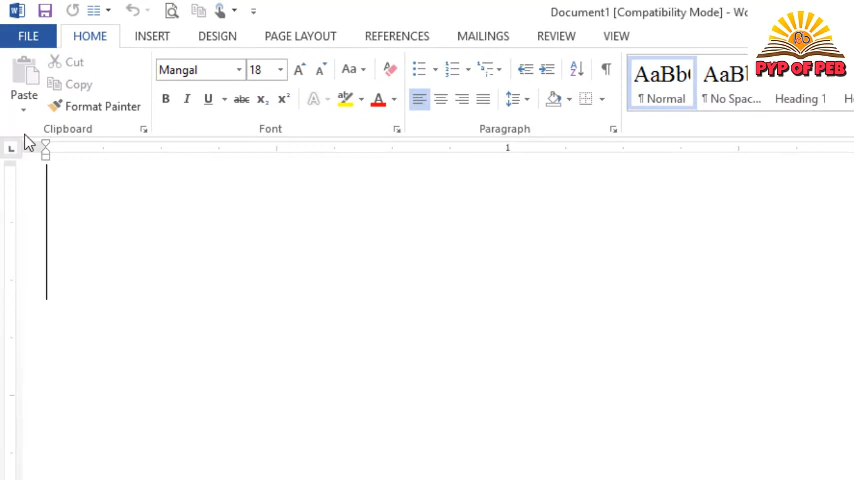 Document1 [Compatibility Mode] - Wo
FILE HOME INSERT DESIGN PAGE LAYOUT REFERENCES MAILINGS REVIEW VIEW
PYP OF PEB
Paste
Cut
Copy
Format Painter
Clipboard
Mangal 18 A A Aa
B I U abc x₂ x² A ab A
Font
A Z
Paragraph
AaBb( AaBb(
¶ Normal ¶ No Spac... Heading 1 H
L 1